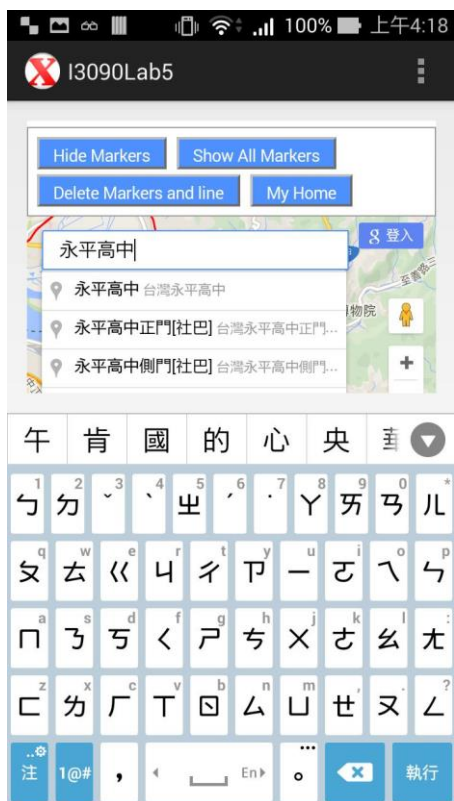 100% 上午4:18
I3090Lab5
Hide Markers Show All Markers
Delete Markers and line My Home
永平高中 g 登入
至善路
永平高中 台灣永平高中
物院
永平高中正門[社巴] 台灣永平高中正門...
永平高中側門[社巴] 台灣永平高中側門... +
午 肯 國 的 心 央
1 2 3 4 5 6 7 8 9 0 *
ㄅ ㄉ ˇ ˋ ㄓ ˊ ˙ ㄚ ㄞ ㄢ ㄦ
q w e r t y u i o p
ㄆ ㄊ ㄍ ㄐ ㄔ ㄗ ㄧ ㄛ ㄟ ㄣ
a s d f g h j k l :
ㄇ ㄋ ㄎ ㄑ ㄕ ㄘ ㄨ ㄜ ㄠ ㄤ
z x c v b n m , . ?
ㄈ ㄌ ㄏ ㄒ ㄖ ㄙ ㄩ ㄝ ㄡ ㄥ
注 1@# , En 。 執行